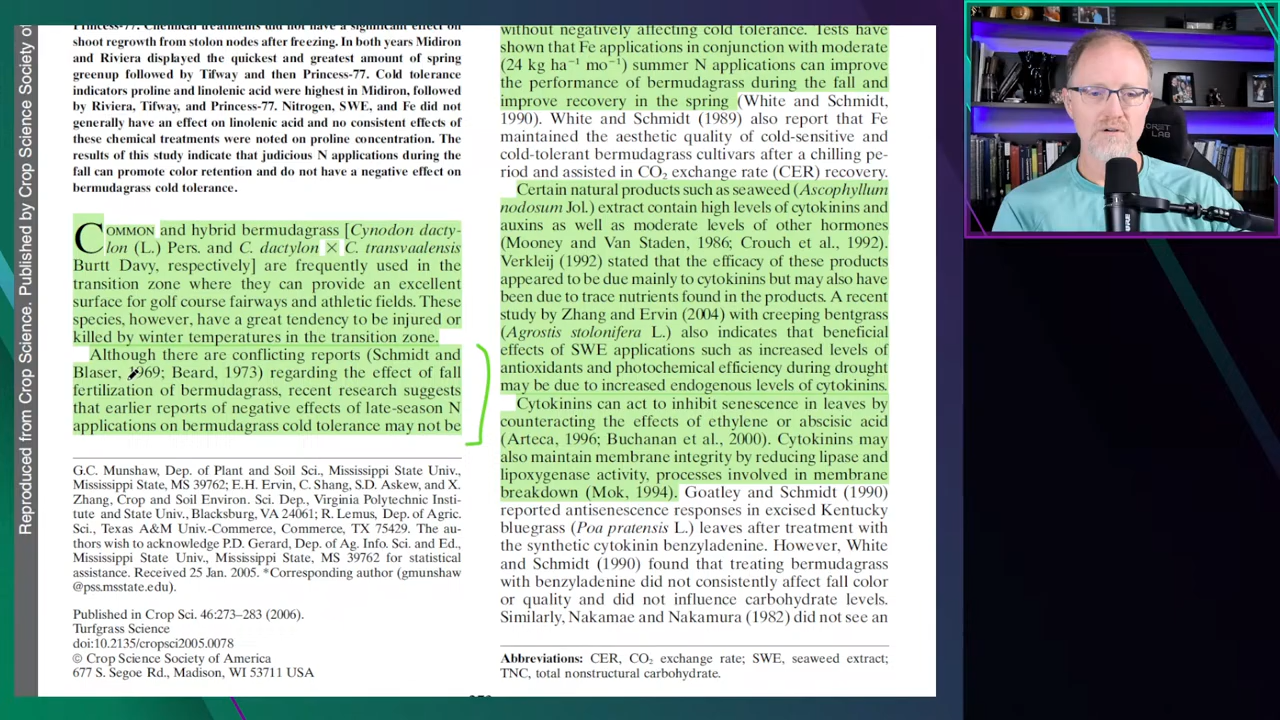 Reproduced from Crop Science. Published by Crop Science Society of
Princess-77. Chemical treatments did not have a significant effect on
shoot regrowth from stolon nodes after freezing. In both years Midiron
and Riviera displayed the quickest and greatest amount of spring
greenup followed by Tifway and then Princess-77. Cold tolerance
indicators proline and linolenic acid were highest in Midiron, followed
by Riviera, Tifway, and Princess-77. Nitrogen, SWE, and Fe did not
generally have an effect on linolenic acid and no consistent effects of
these chemical treatments were noted on proline concentration. The
results of this study indicate that judicious N applications during the
fall can promote color retention and do not have a negative effect on
bermudagrass cold tolerance.
COMMON and hybrid bermudagrass [Cynodon dacty-
lon (L.) Pers. and C. dactylon × C. transvaalensis
Burtt Davy, respectively] are frequently used in the
transition zone where they can provide an excellent
surface for golf course fairways and athletic fields. These
species, however, have a great tendency to be injured or
killed by winter temperatures in the transition zone.
Although there are conflicting reports (Schmidt and
Blaser, 1969; Beard, 1973) regarding the effect of fall
fertilization of bermudagrass, recent research suggests
that earlier reports of negative effects of late-season N
applications on bermudagrass cold tolerance may not be
G.C. Munshaw, Dep. of Plant and Soil Sci., Mississippi State Univ.,
Mississippi State, MS 39762; E.H. Ervin, C. Shang, S.D. Askew, and X.
Zhang, Crop and Soil Environ. Sci. Dep., Virginia Polytechnic Insti-
tute and State Univ., Blacksburg, VA 24061; R. Lemus, Dep. of Agric.
Sci., Texas A&M Univ.-Commerce, Commerce, TX 75429. The au-
thors wish to acknowledge P.D. Gerard, Dep. of Ag. Info. Sci. and Ed.,
Mississippi State Univ., Mississippi State, MS 39762 for statistical
assistance. Received 25 Jan. 2005. *Corresponding author (gmunshaw
@pss.msstate.edu).
Published in Crop Sci. 46:273–283 (2006).
Turfgrass Science
doi:10.2135/cropsci2005.0078
© Crop Science Society of America
677 S. Segoe Rd., Madison, WI 53711 USA
without negatively affecting cold tolerance. Tests have
shown that Fe applications in conjunction with moderate
(24 kg ha⁻¹ mo⁻¹) summer N applications can improve
the performance of bermudagrass during the fall and
improve recovery in the spring (White and Schmidt,
1990). White and Schmidt (1989) also report that Fe
maintained the aesthetic quality of cold-sensitive and
cold-tolerant bermudagrass cultivars after a chilling pe-
riod and assisted in CO₂ exchange rate (CER) recovery.
Certain natural products such as seaweed (Ascophyllum
nodosum Jol.) extract contain high levels of cytokinins and
auxins as well as moderate levels of other hormones
(Mooney and Van Staden, 1986; Crouch et al., 1992).
Verkleij (1992) stated that the efficacy of these products
appeared to be due mainly to cytokinins but may also have
been due to trace nutrients found in the products. A recent
study by Zhang and Ervin (2004) with creeping bentgrass
(Agrostis stolonifera L.) also indicates that beneficial
effects of SWE applications such as increased levels of
antioxidants and photochemical efficiency during drought
may be due to increased endogenous levels of cytokinins.
Cytokinins can act to inhibit senescence in leaves by
counteracting the effects of ethylene or abscisic acid
(Arteca, 1996; Buchanan et al., 2000). Cytokinins may
also maintain membrane integrity by reducing lipase and
lipoxygenase activity, processes involved in membrane
breakdown (Mok, 1994). Goatley and Schmidt (1990)
reported antisenescence responses in excised Kentucky
bluegrass (Poa pratensis L.) leaves after treatment with
the synthetic cytokinin benzyladenine. However, White
and Schmidt (1990) found that treating bermudagrass
with benzyladenine did not consistently affect fall color
or quality and did not influence carbohydrate levels.
Similarly, Nakamae and Nakamura (1982) did not see an
Abbreviations: CER, CO₂ exchange rate; SWE, seaweed extract;
TNC, total nonstructural carbohydrate.